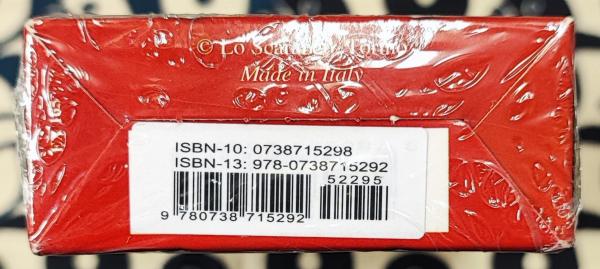 © Lo Scarabeo, Torino
Made in Italy
ISBN-10: 0738715298
ISBN-13: 978-0738715292
52295
9 780738 715292